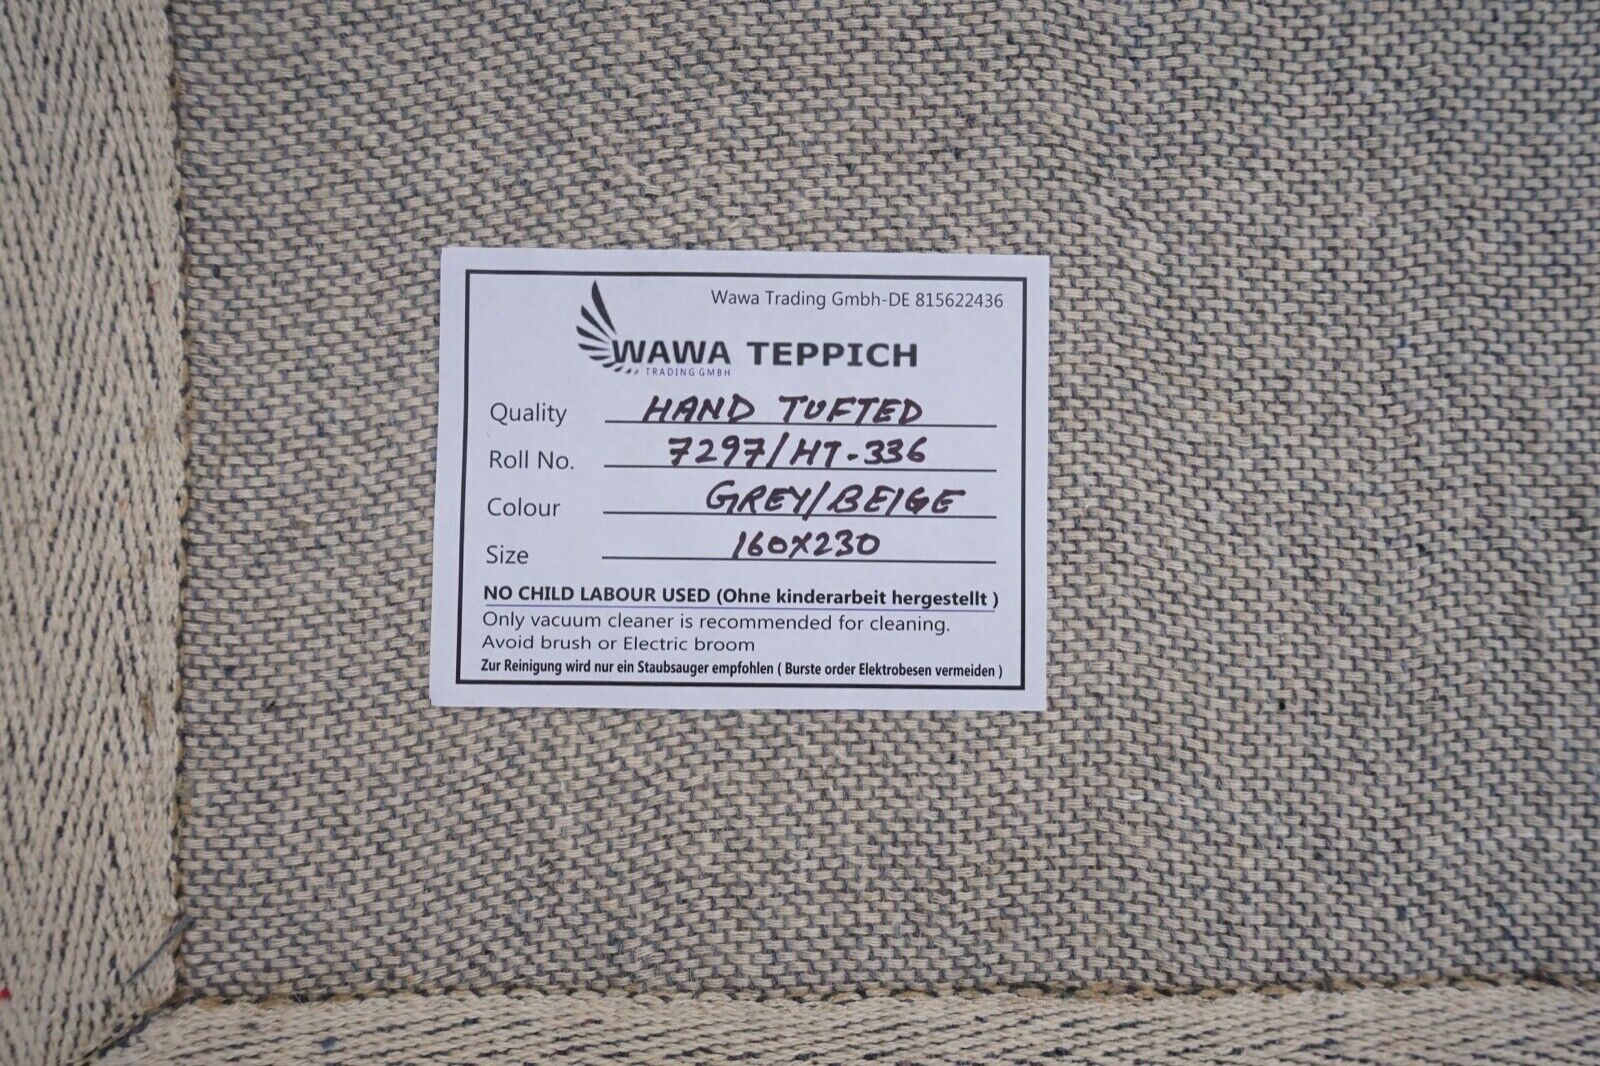 Wawa Trading Gmbh-DE 815622436
WAWA TEPPICH
TRADING GMBH
Quality HAND TUFTED
Roll No. 7297/HT-336
Colour GREY/BEIGE
Size 160X230
NO CHILD LABOUR USED (Ohne kinderarbeit hergestellt )
Only vacuum cleaner is recommended for cleaning.
Avoid brush or Electric broom
Zur Reinigung wird nur ein Staubsauger empfohlen ( Burste order Elektrobesen vermeiden )